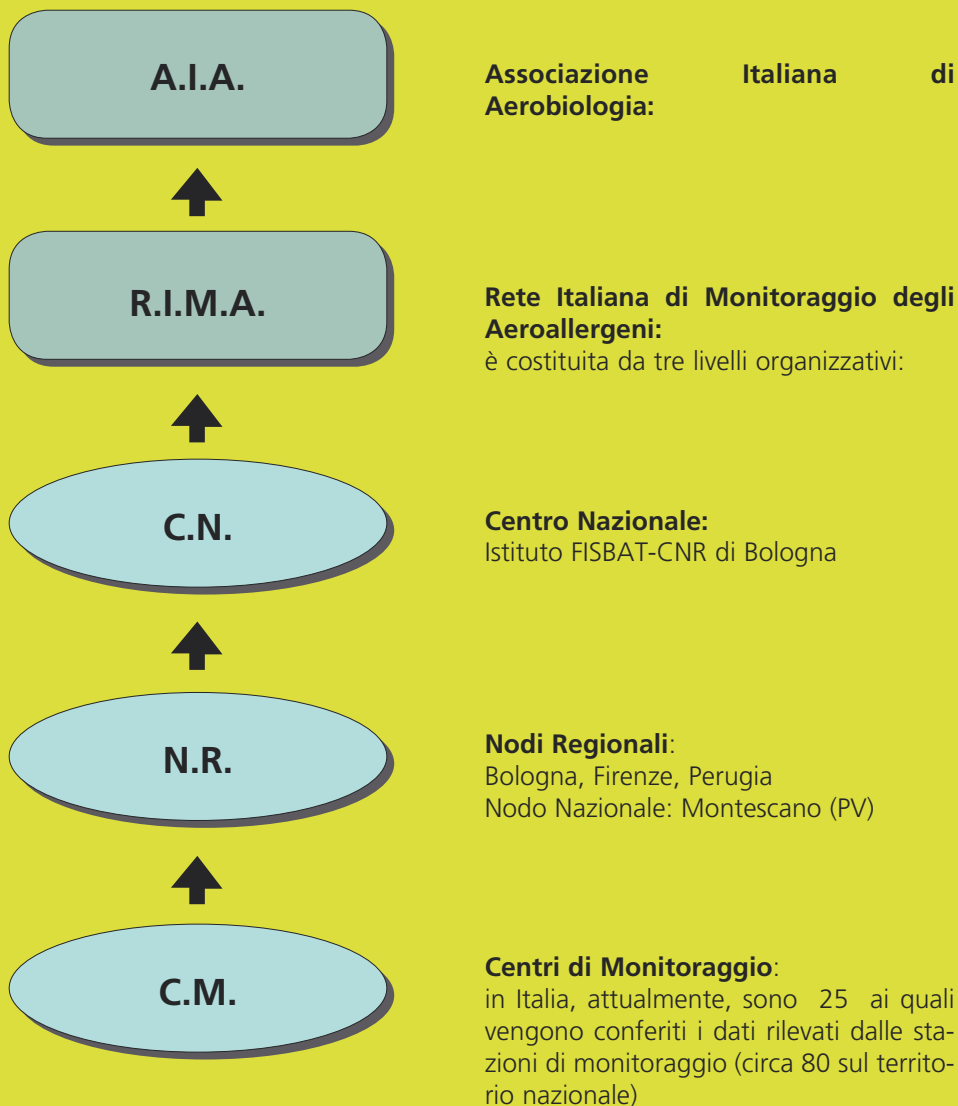 A.I.A.
Associazione Italiana di
Aerobiologia:
R.I.M.A.
Rete Italiana di Monitoraggio degli
Aeroallergeni:
è costituita da tre livelli organizzativi:
C.N.
Centro Nazionale:
Istituto FISBAT-CNR di Bologna
N.R.
Nodi Regionali:
Bologna, Firenze, Perugia
Nodo Nazionale: Montescano (PV)
C.M.
Centri di Monitoraggio:
in Italia, attualmente, sono 25 ai quali
vengono conferiti i dati rilevati dalle sta-
zioni di monitoraggio (circa 80 sul territo-
rio nazionale)